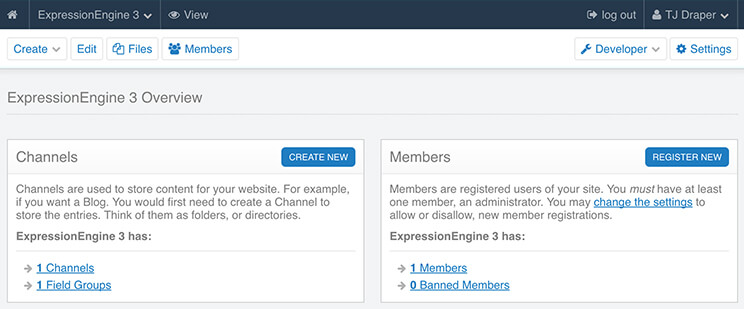 ExpressionEngine 3 View log out TJ Draper
Create Edit Files Members Developer Settings
ExpressionEngine 3 Overview
Channels CREATE NEW
Channels are used to store content for your website. For example,
if you want a Blog. You would first need to create a Channel to
store the entries. Think of them as folders, or directories.
ExpressionEngine 3 has:
1 Channels
1 Field Groups
Members REGISTER NEW
Members are registered users of your site. You must have at least
one member, an administrator. You may change the settings to
allow or disallow, new member registrations.
ExpressionEngine 3 has:
1 Members
0 Banned Members